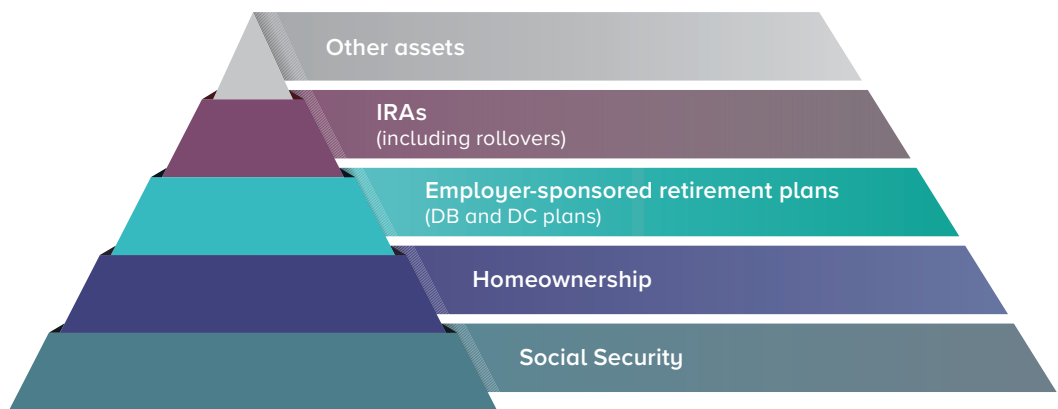 Other assets
IRAs
(including rollovers)
Employer-sponsored retirement plans
(DB and DC plans)
Homeownership
Social Security